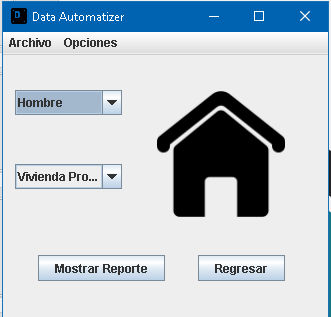 Data Automatizer
Archivo Opciones
Hombre
Vivienda Pro...
Mostrar Reporte Regresar